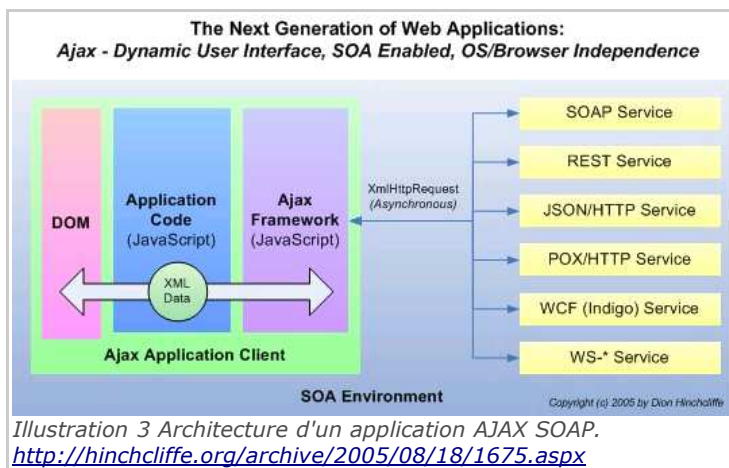 The Next Generation of Web Applications:
Ajax - Dynamic User Interface, SOA Enabled, OS/Browser Independence
DOM
Application
Code
(JavaScript)
Ajax
Framework
(JavaScript)
XML
Data
Ajax Application Client
XmlHttpRequest
(Asynchronous)
SOAP Service
REST Service
JSON/HTTP Service
POX/HTTP Service
WCF (Indigo) Service
WS-* Service
SOA Environment
Copyright (c) 2005 by Dion Hinchcliffe
Illustration 3 Architecture d'un application AJAX SOAP.
http://hinchcliffe.org/archive/2005/08/18/1675.aspx